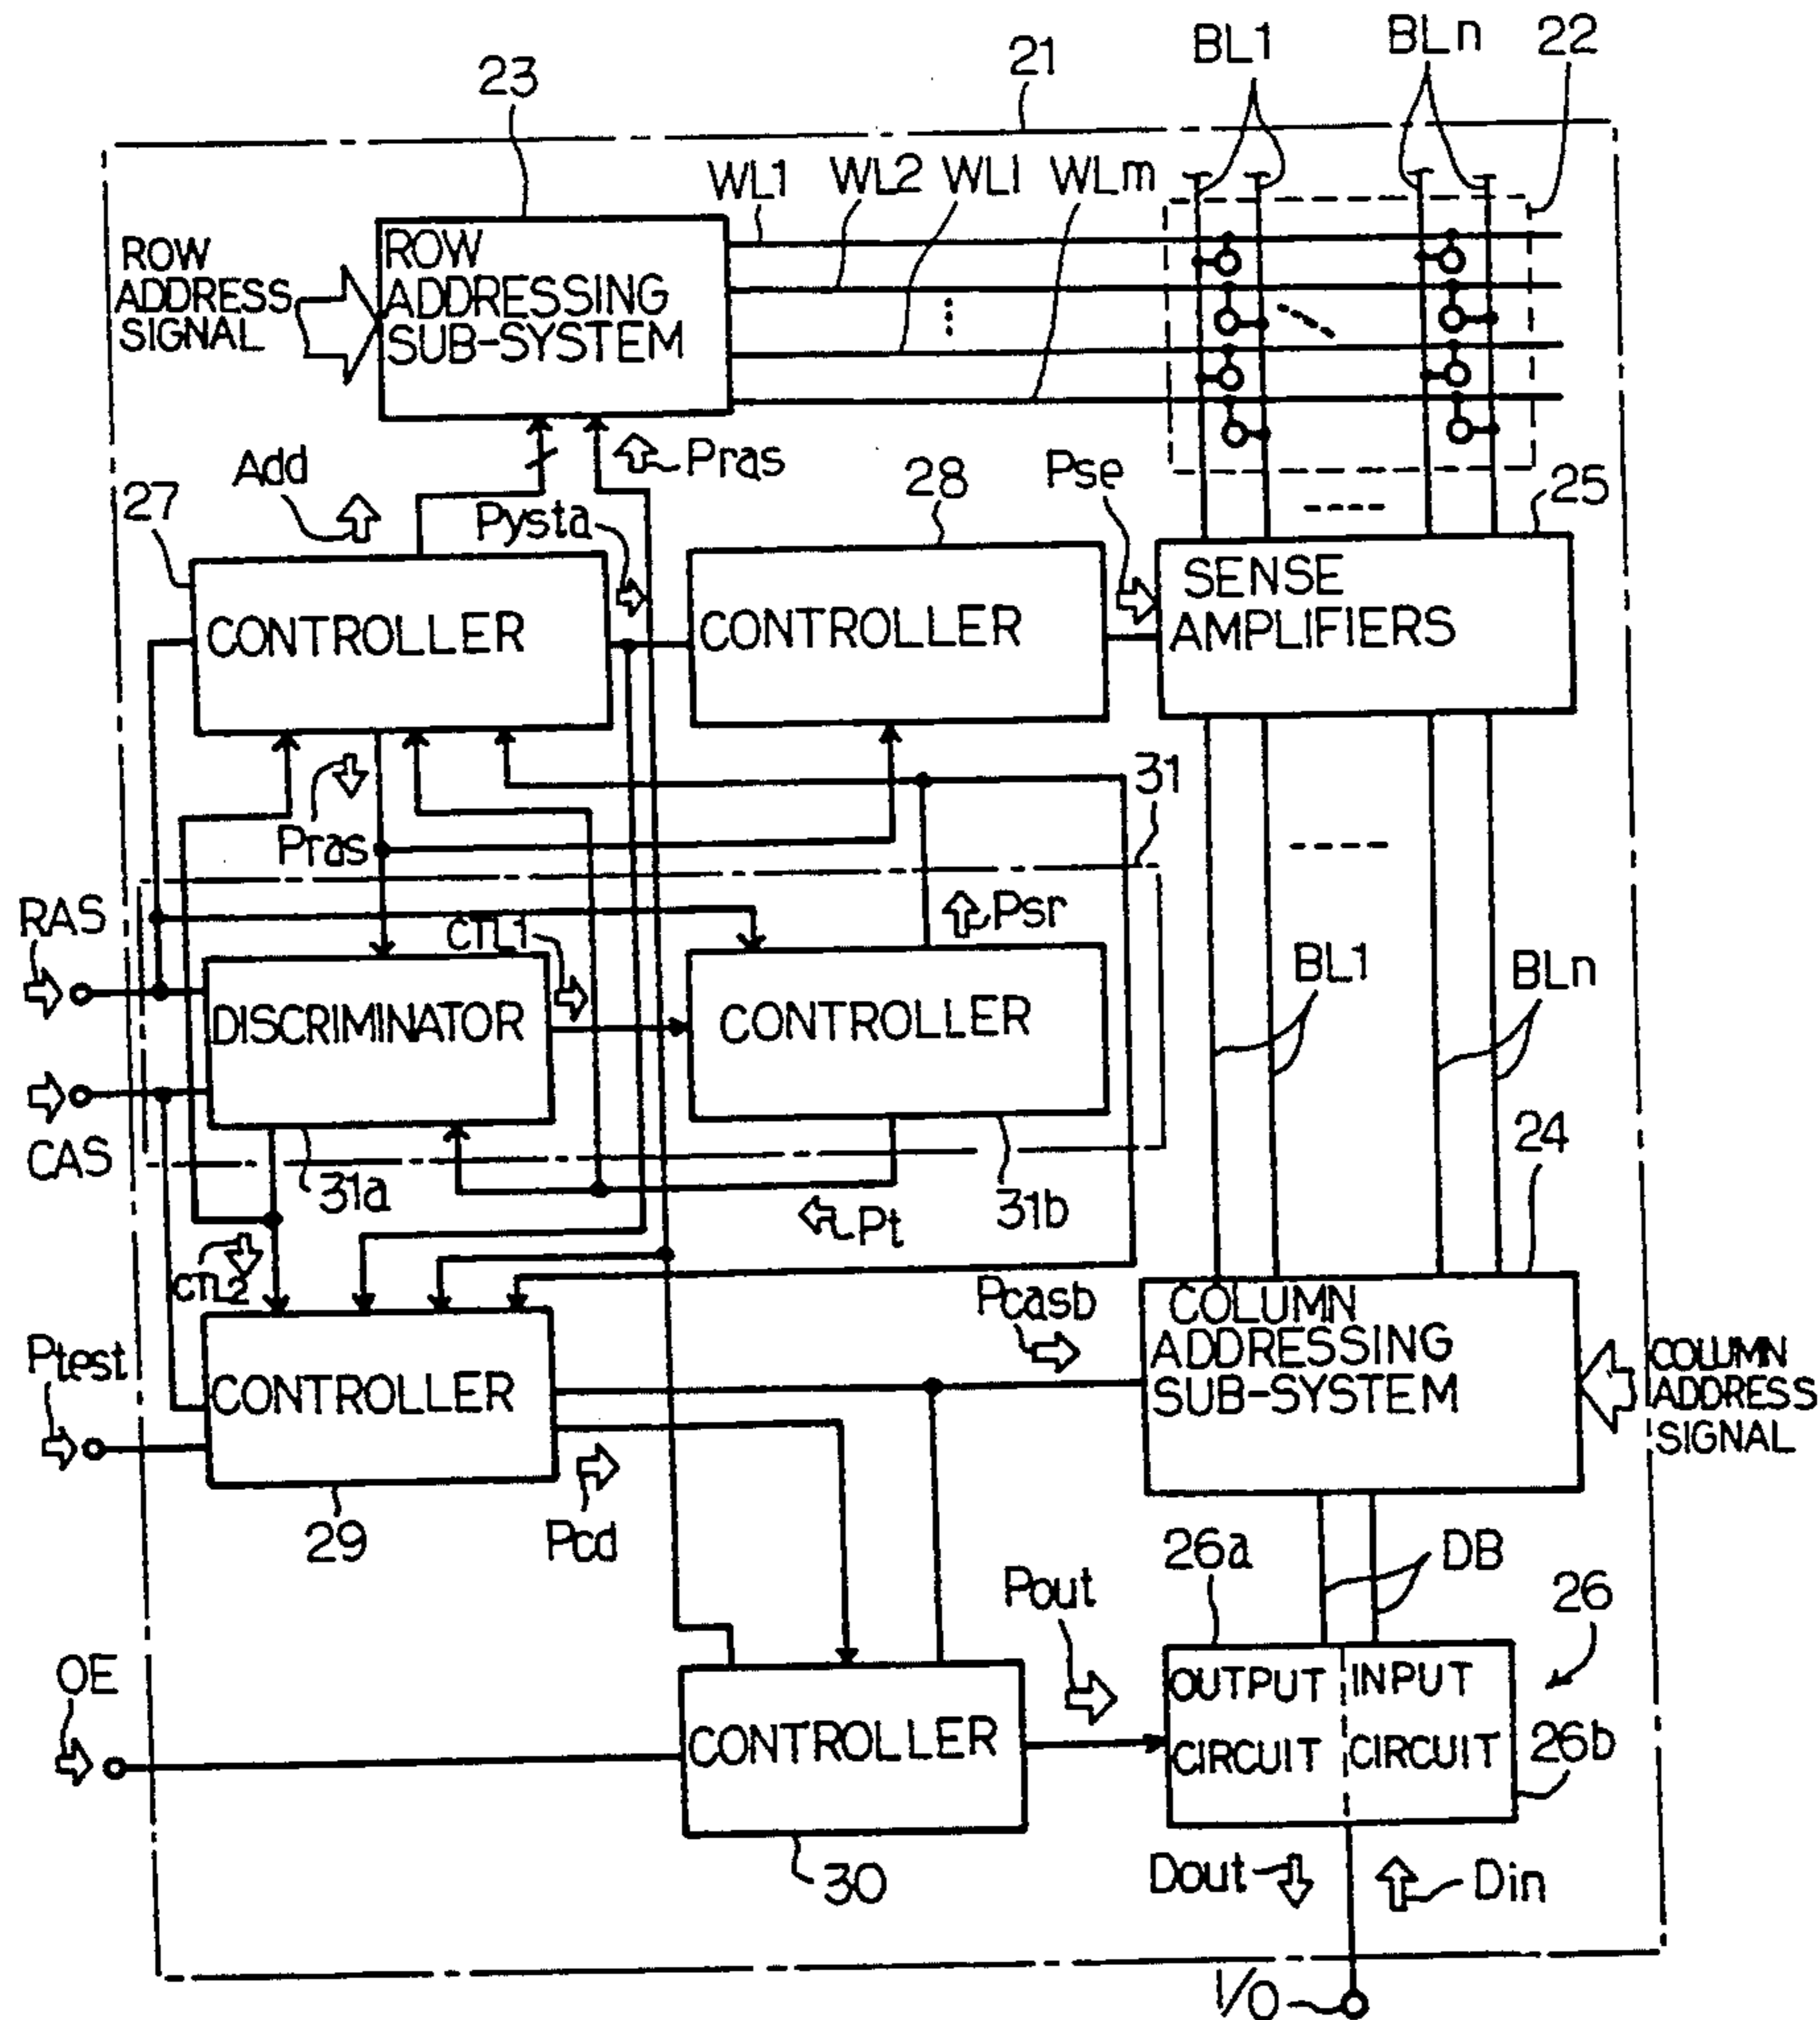 23
21
BL1
BLn
22
WL1
WL2
WL1
WLm
ROW
ADDRESS
SIGNAL
ROW
ADDRESSING
SUB-SYSTEM
Add
Pras
27
Pysta
28
Pse
25
CONTROLLER
CONTROLLER
SENSE
AMPLIFIERS
Pras
31
RAS
CTL1
Psr
BL1
BLn
DISCRIMINATOR
CONTROLLER
CAS
31a
31b
24
Pt
CTL2
Pcasb
Ptest
CONTROLLER
COLUMN
ADDRESSING
SUB-SYSTEM
COLUMN
ADDRESS
SIGNAL
29
Pcd
26a
DB
26
Pout
OE
CONTROLLER
OUTPUT
CIRCUIT
INPUT
CIRCUIT
26b
30
Dout
Din
I/O